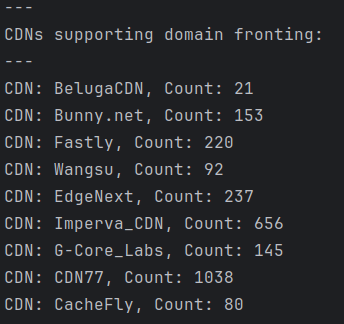 ---
CDNs supporting domain fronting:
---
CDN: BelugaCDN, Count: 21
CDN: Bunny.net, Count: 153
CDN: Fastly, Count: 220
CDN: Wangsu, Count: 92
CDN: EdgeNext, Count: 237
CDN: Imperva_CDN, Count: 656
CDN: G-Core_Labs, Count: 145
CDN: CDN77, Count: 1038
CDN: CacheFly, Count: 80